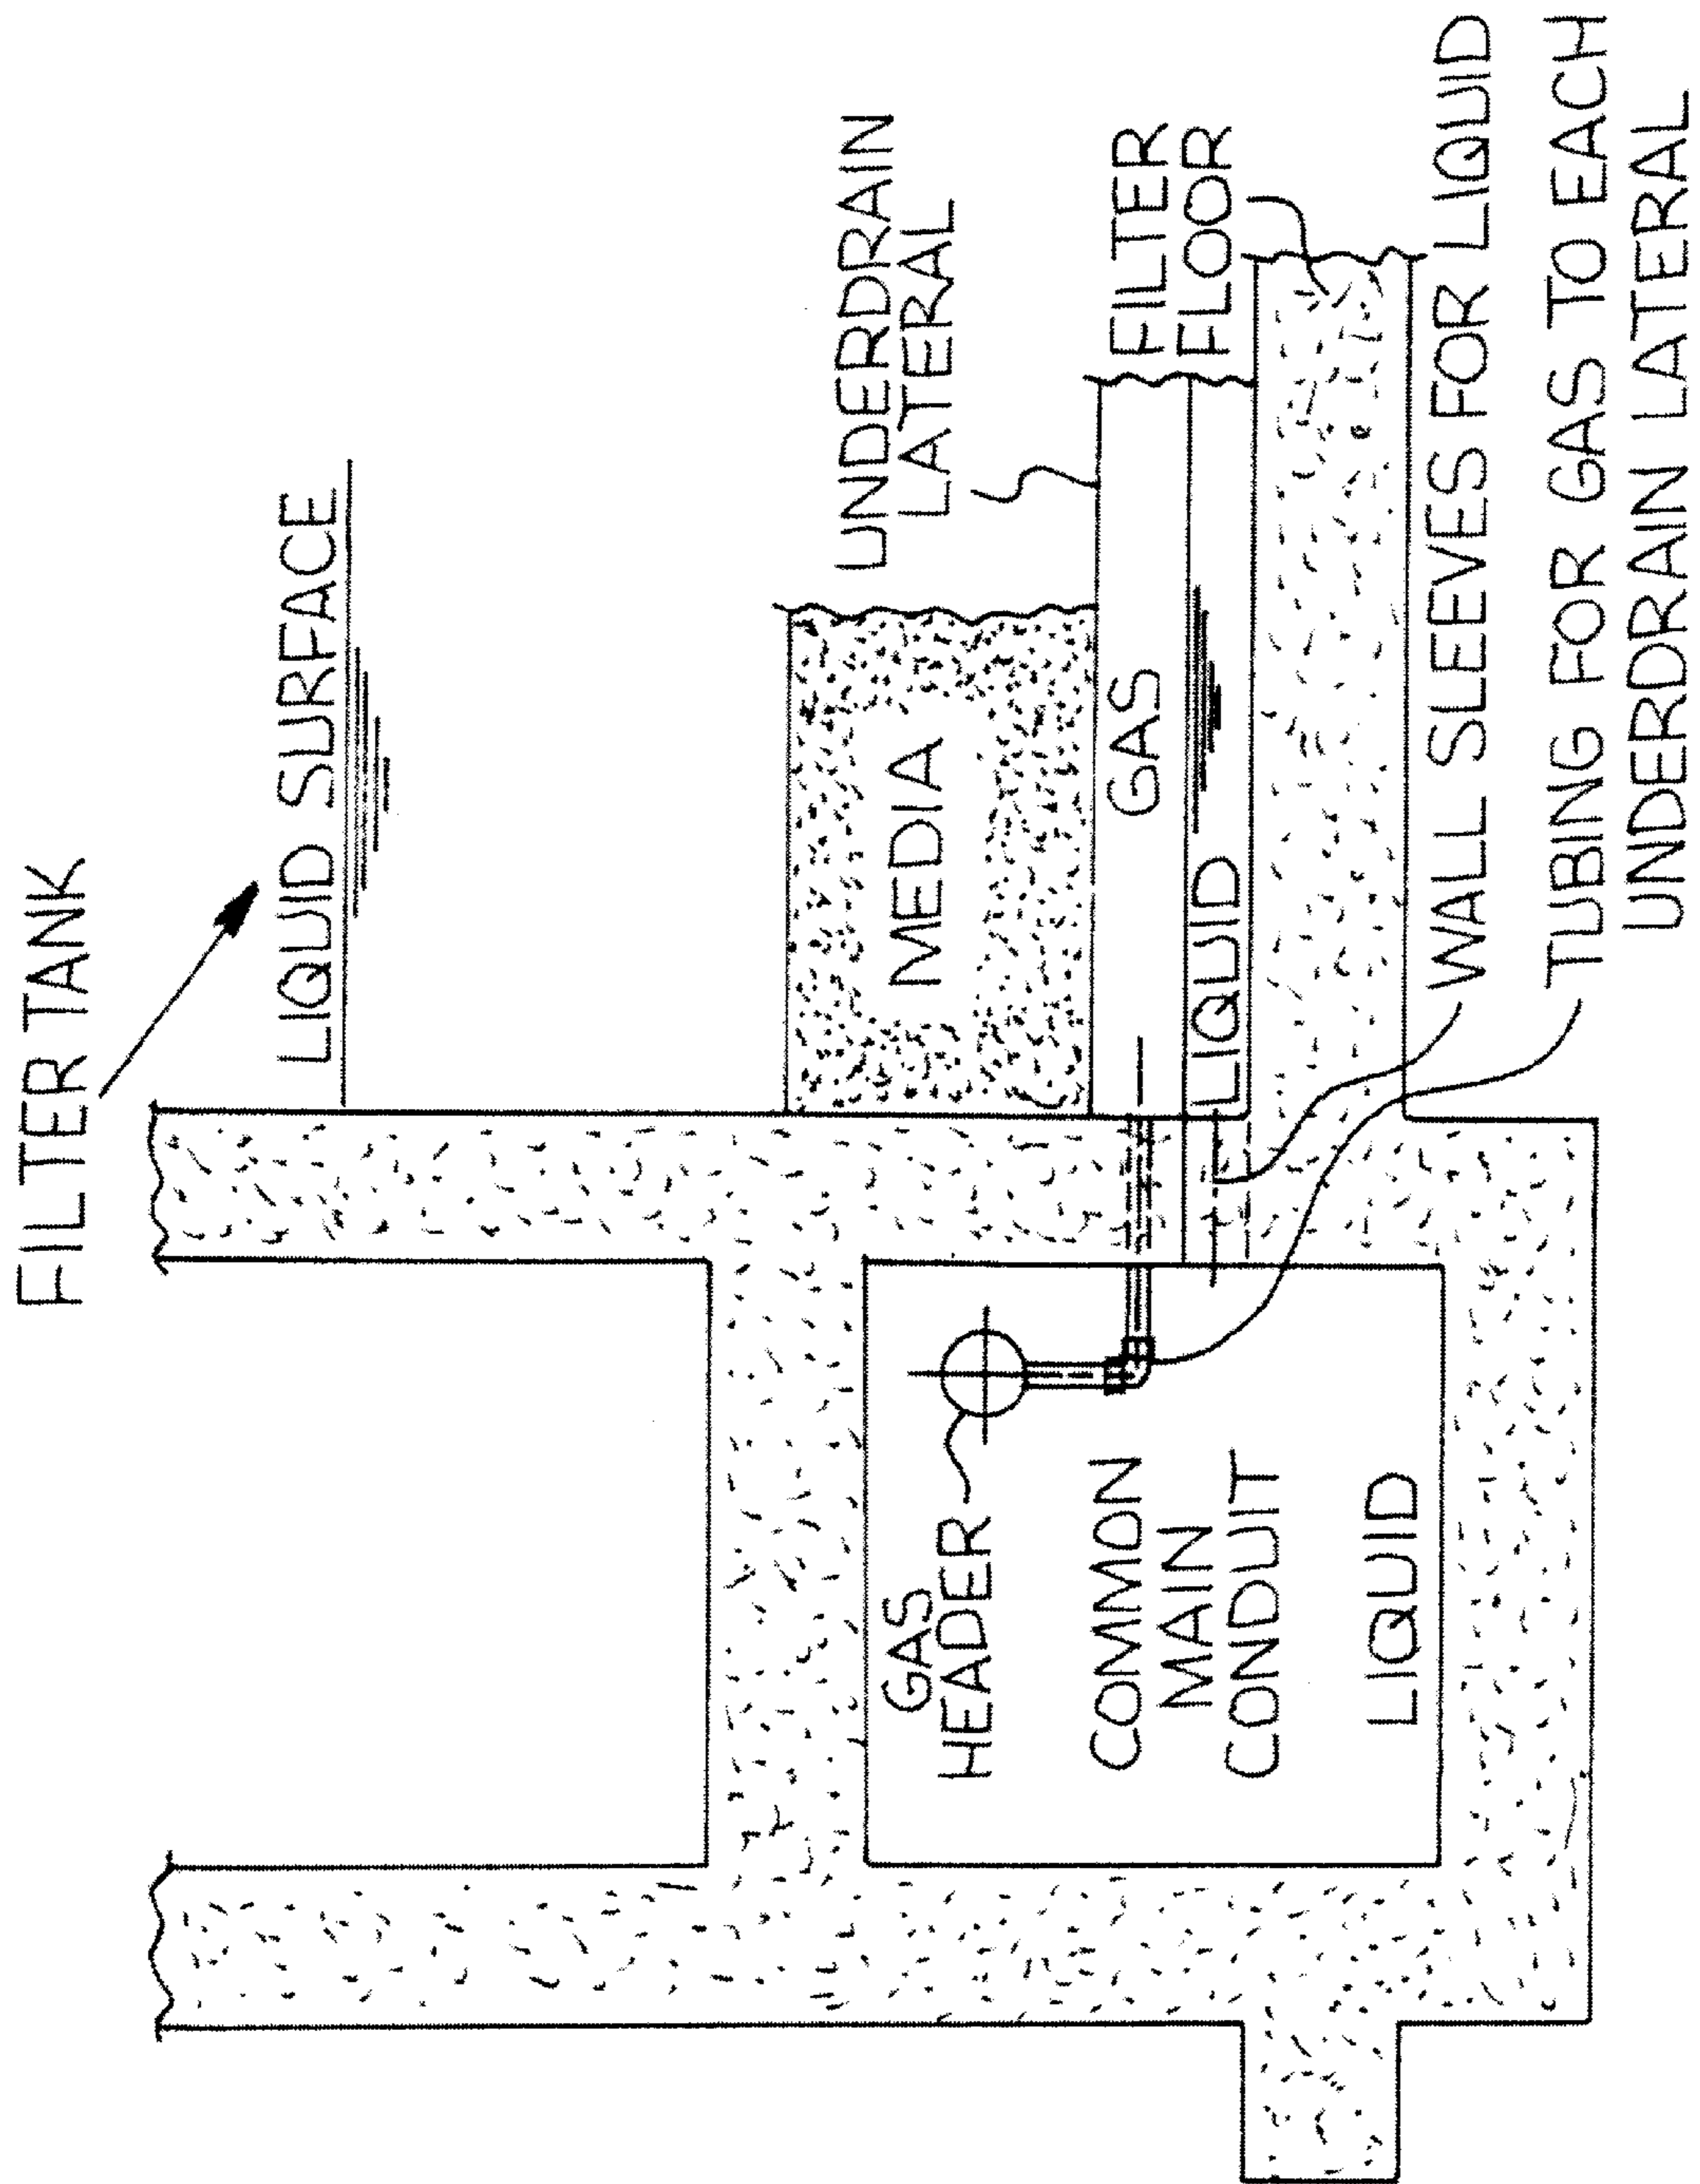 FILTER TANK
LIQUID SURFACE
UNDERDRAIN
LATERAL
MEDIA
GAS
LIQUID
FILTER
FLOOR
GAS
HEADER
COMMON
MAIN
CONDUIT
LIQUID
WALL SLEEVES FOR LIQUID
TUBING FOR GAS TO EACH
UNDERDRAIN LATERAL